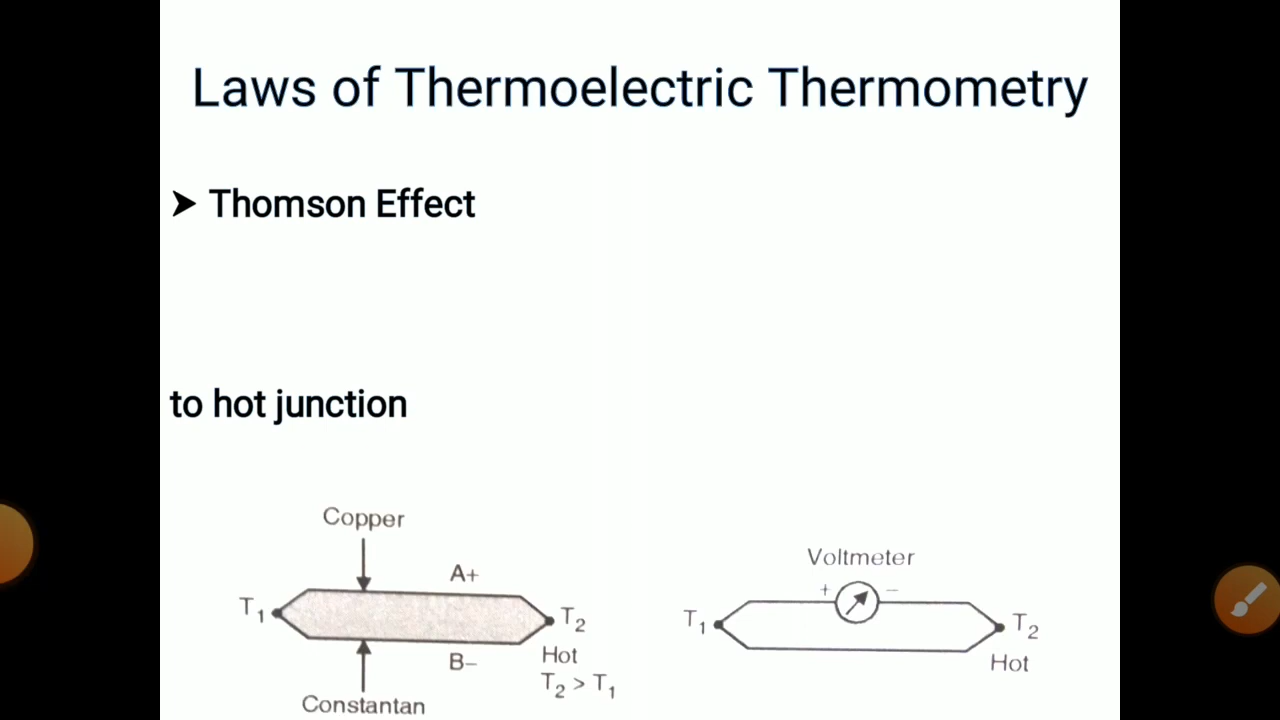 Laws of Thermoelectric Thermometry
➤ Thomson Effect
to hot junction
Copper
A+
T1
T2
B–
Hot
T2 > T1
Constantan
Voltmeter
+ –
T1
T2
Hot